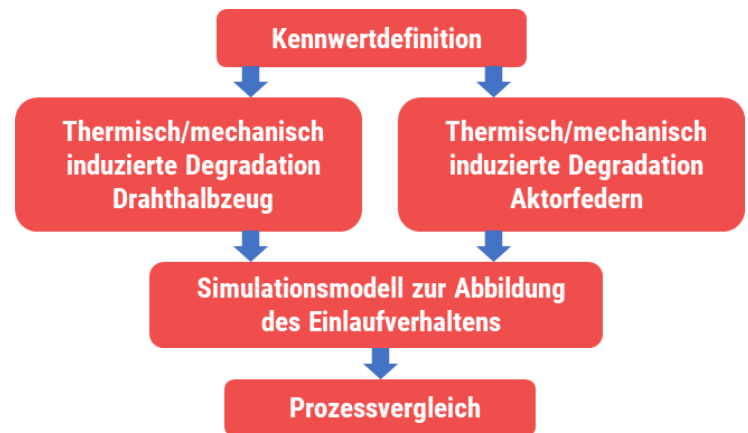 Kennwertdefinition
Thermisch/mechanisch
induzierte Degradation
Drahthalbzeug
Thermisch/mechanisch
induzierte Degradation
Aktorfedern
Simulationsmodell zur Abbildung
des Einlaufverhaltens
Prozessvergleich